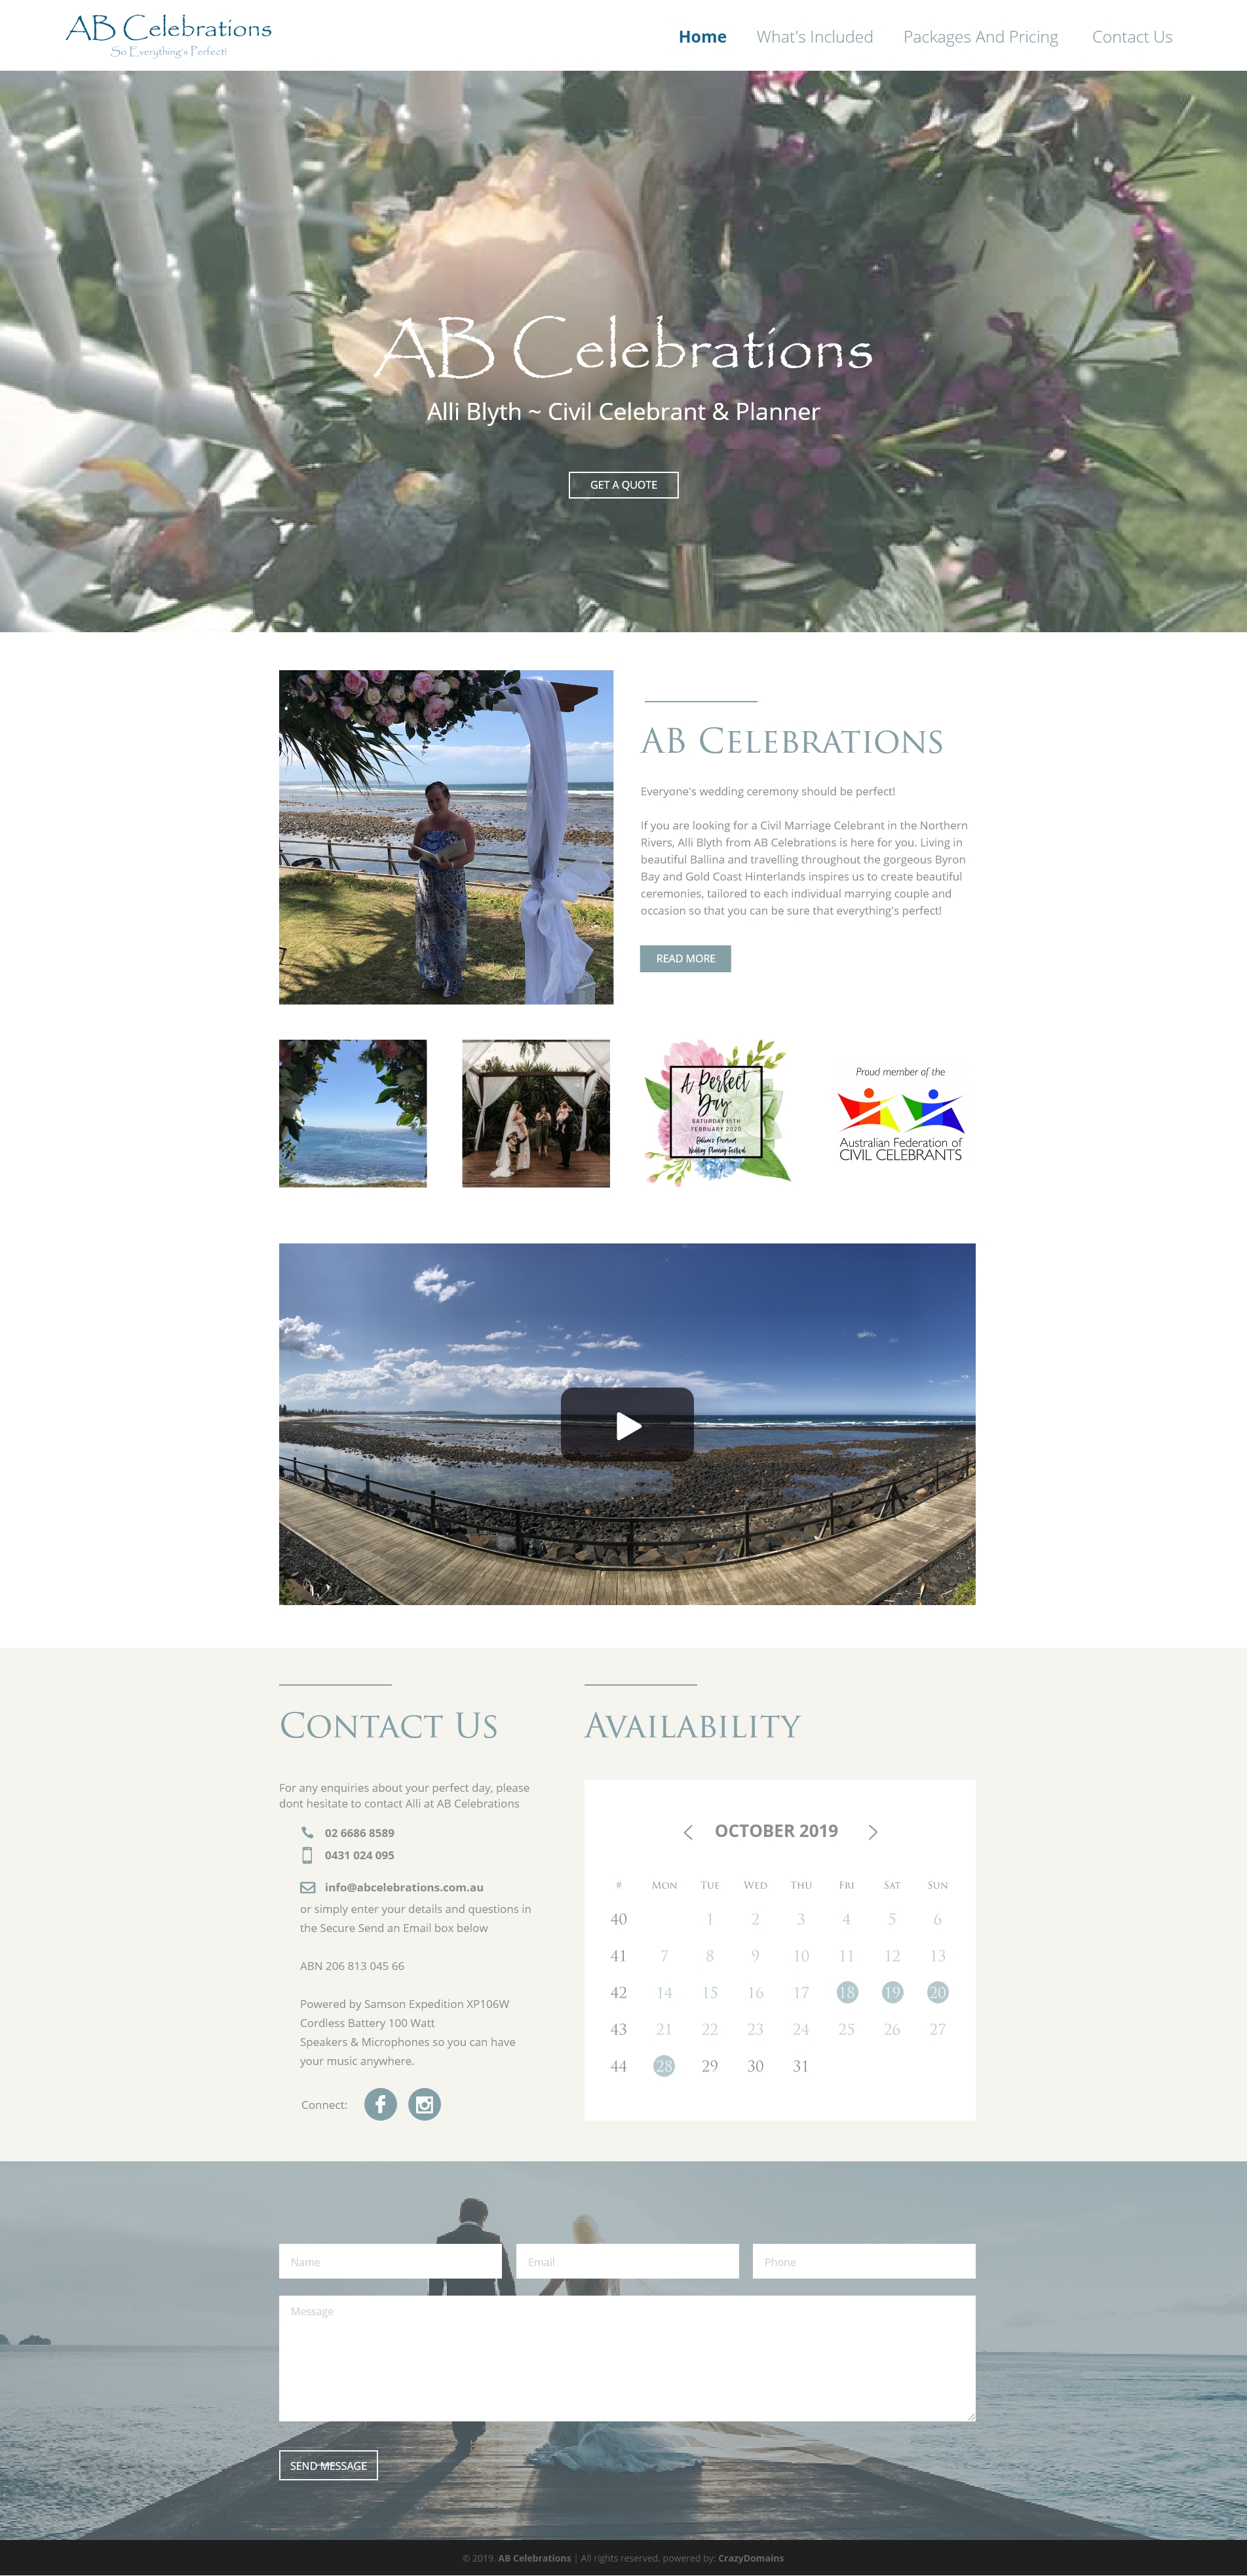 AB Celebrations
So Everything's Perfect!
Home What's Included Packages And Pricing Contact Us
AB Celebrations
Alli Blyth ~ Civil Celebrant & Planner
GET A QUOTE
AB Celebrations
Everyone's wedding ceremony should be perfect!
If you are looking for a Civil Marriage Celebrant in the Northern
Rivers, Alli Blyth from AB Celebrations is here for you. Living in
beautiful Ballina and travelling throughout the gorgeous Byron
Bay and Gold Coast Hinterlands inspires us to create beautiful
ceremonies, tailored to each individual marrying couple and
occasion so that you can be sure that everything's perfect!
READ MORE
A Perfect
Day
SATURDAY 15TH
FEBRUARY 2020
Ballina's Premium
Wedding Planning Festival
Proud member of the
Australian Federation of
CIVIL CELEBRANTS
Contact Us
For any enquiries about your perfect day, please
dont hesitate to contact Alli at AB Celebrations
02 6686 8589
0431 024 095
info@abcelebrations.com.au
or simply enter your details and questions in
the Secure Send an Email box below
ABN 206 813 045 66
Powered by Samson Expedition XP106W
Cordless Battery 100 Watt
Speakers & Microphones so you can have
your music anywhere.
Connect:
Availability
OCTOBER 2019
# Mon Tue Wed Thu Fri Sat Sun
40 1 2 3 4 5 6
41 7 8 9 10 11 12 13
42 14 15 16 17 18 19 20
43 21 22 23 24 25 26 27
44 28 29 30 31
Name Email Phone
Message
SEND MESSAGE
© 2019. AB Celebrations | All rights reserved. powered by: CrazyDomains